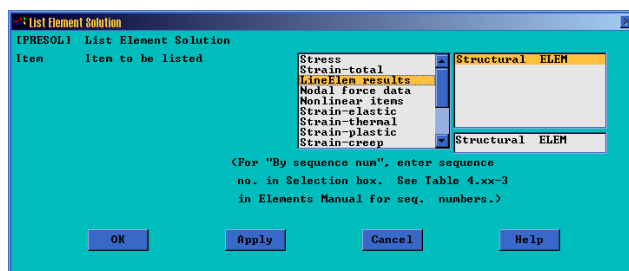 List Element Solution
[PRESOL] List Element Solution
Item Item to be listed
Stress
Strain-total
LineElem results
Nodal force data
Nonlinear items
Strain-elastic
Strain-thermal
Strain-plastic
Strain-creep
Structural ELEM
Structural ELEM
(For "By sequence num", enter sequence
no. in Selection box. See Table 4.xx-3
in Elements Manual for seq. numbers.)
OK Apply Cancel Help